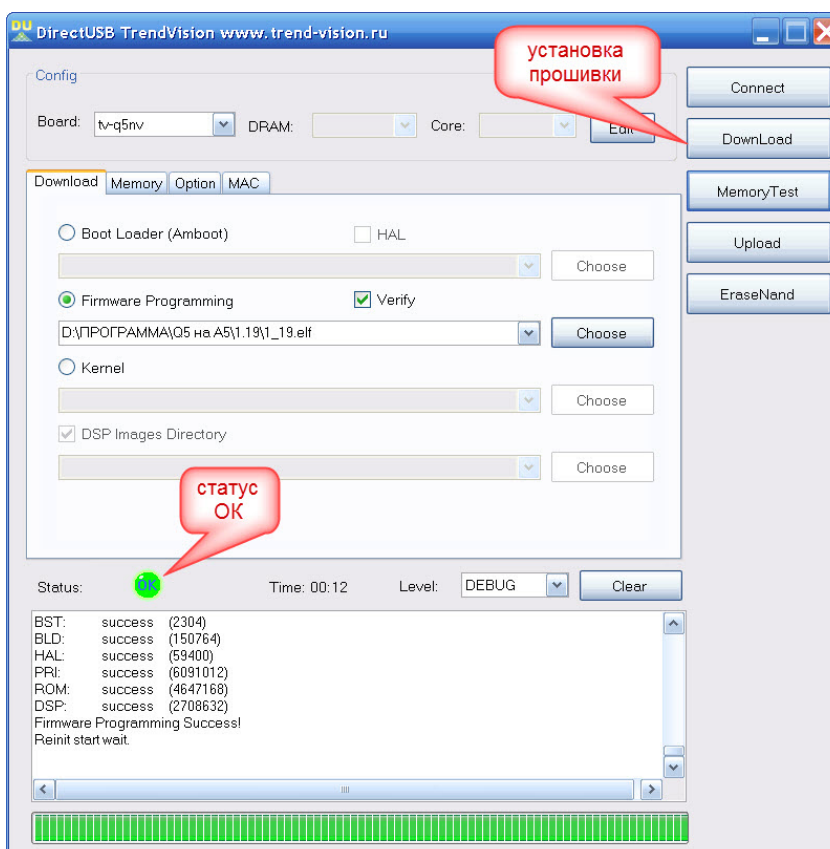 DU DirectUSB TrendVision www.trend-vision.ru
установка
прошивки
Config
Connect
Board: tv-q5nv DRAM: Core: Edit
DownLoad
Download Memory Option MAC
MemoryTest
Boot Loader (Amboot) HAL
Upload
Choose
Firmware Programming Verify
EraseNand
D:\ПРОГРАММА\Q5 на A5\1.19\1_19.elf Choose
Kernel
Choose
DSP Images Directory
Choose
статус
ОК
Status: OK Time: 00:12 Level: DEBUG Clear
BST: success (2304)
BLD: success (150764)
HAL: success (59400)
PRI: success (6091012)
ROM: success (4647168)
DSP: success (2708632)
Firmware Programming Success!
Reinit start wait.